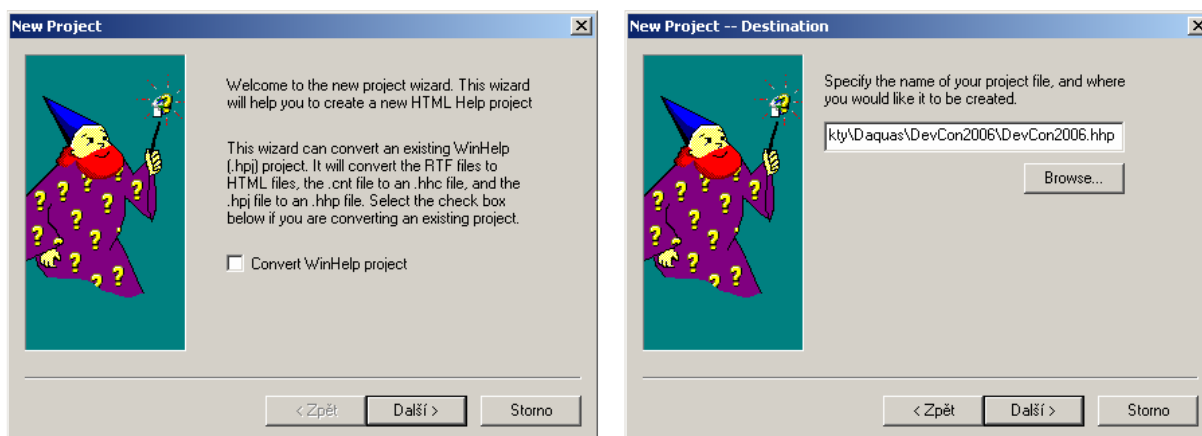 New Project
Welcome to the new project wizard. This wizard
will help you to create a new HTML Help project
This wizard can convert an existing WinHelp
(.hpj) project. It will convert the RTF files to
HTML files, the .cnt file to an .hhc file, and the
.hpj file to an .hhp file. Select the check box
below if you are converting an existing project.
Convert WinHelp project
< Zpět
Další >
Storno
New Project -- Destination
Specify the name of your project file, and where
you would like it to be created.
kty\Daquas\DevCon2006\DevCon2006.hhp
Browse...
< Zpět
Další >
Storno